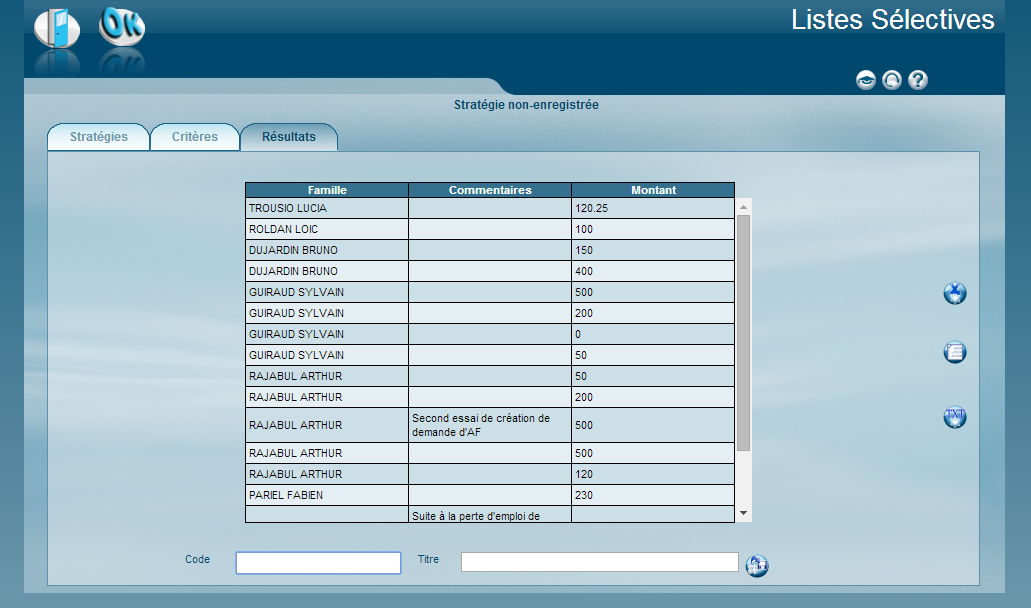 OK
Listes Sélectives
?
Stratégie non-enregistrée
Stratégies Critères Résultats
Famille Commentaires Montant
TROUSIO LUCIA 120.25
ROLDAN LOIC 100
DUJARDIN BRUNO 150
DUJARDIN BRUNO 400
GUIRAUD SYLVAIN 500
GUIRAUD SYLVAIN 200
GUIRAUD SYLVAIN 0
GUIRAUD SYLVAIN 50
RAJABUL ARTHUR 50
RAJABUL ARTHUR 200
RAJABUL ARTHUR Second essai de création de 500
demande d'AF
RAJABUL ARTHUR 500
RAJABUL ARTHUR 120
PARIEL FABIEN 230
Suite à la perte d'emploi de
TXT
Code Titre